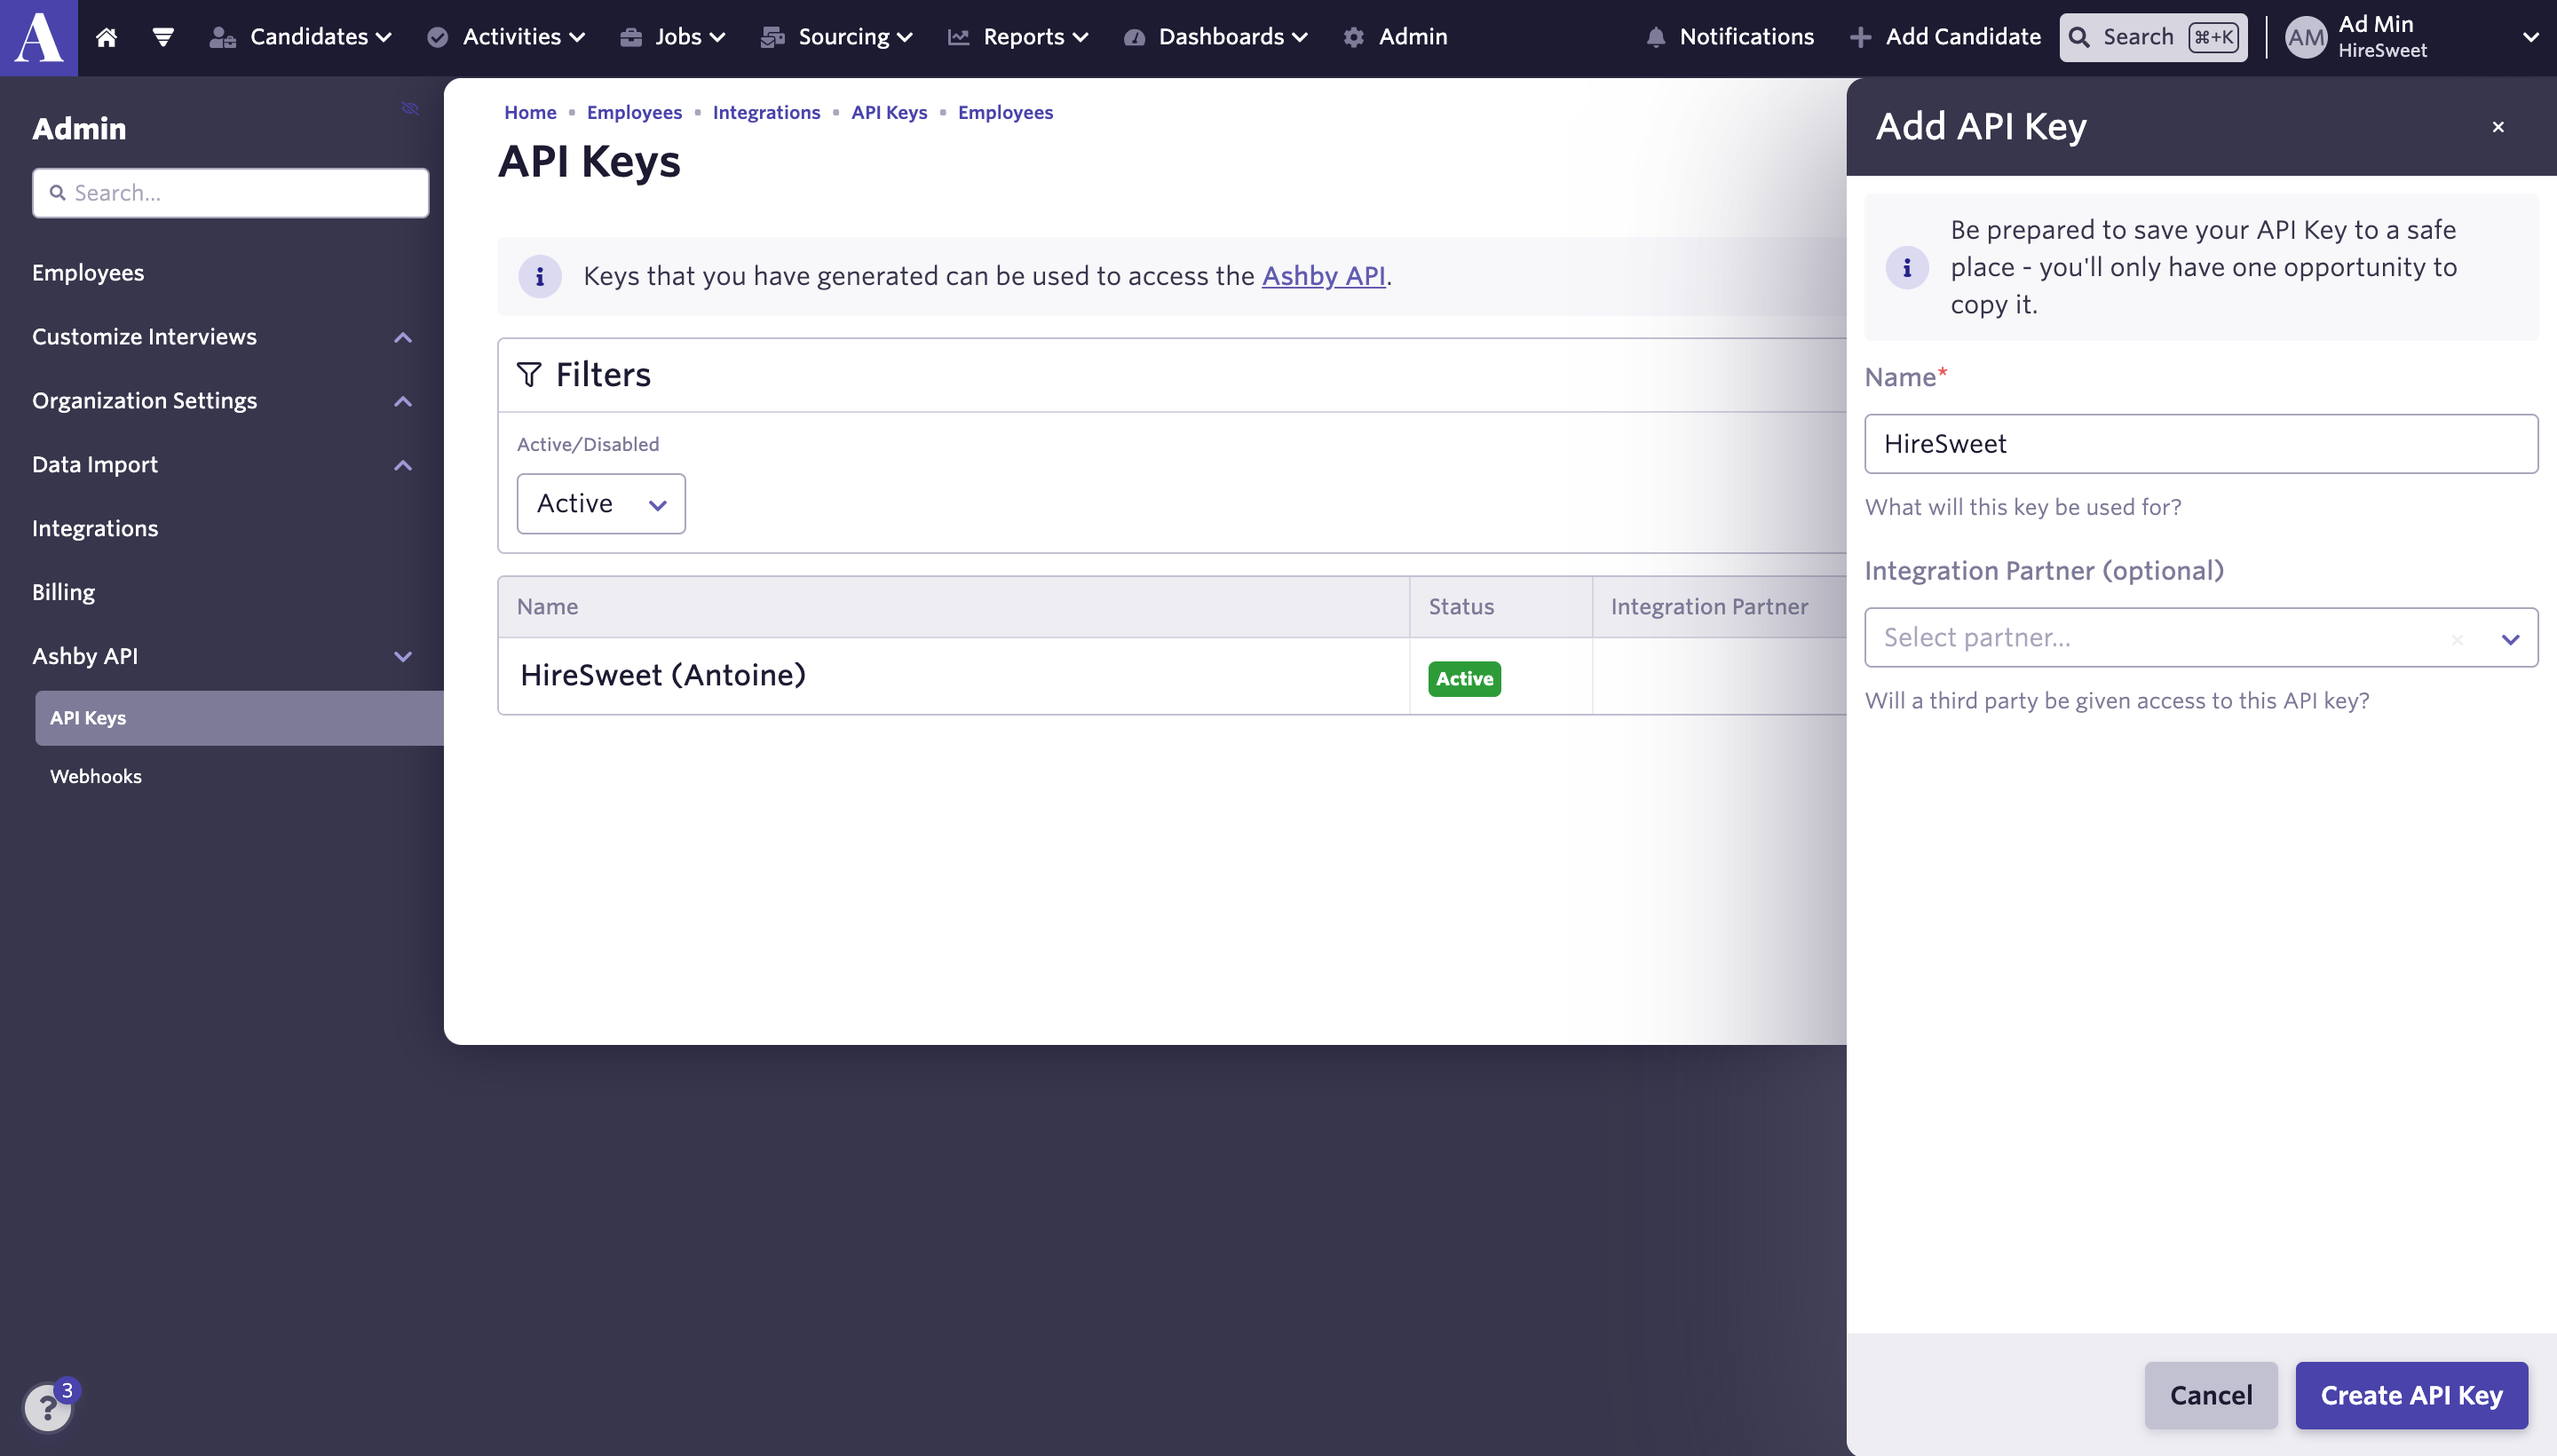 A
Candidates
Activities
Jobs
Sourcing
Reports
Dashboards
Admin
Notifications
Add Candidate
Search ⌘+K
AM
Ad Min
HireSweet
Admin
Search...
Employees
Customize Interviews
Organization Settings
Data Import
Integrations
Billing
Ashby API
API Keys
Webhooks
? 3
Home Employees Integrations API Keys Employees
API Keys
Keys that you have generated can be used to access the Ashby API.
Filters
Active/Disabled
Active
Name Status Integration Partner
HireSweet (Antoine) Active
Add API Key
Be prepared to save your API Key to a safe
place - you'll only have one opportunity to
copy it.
Name*
HireSweet
What will this key be used for?
Integration Partner (optional)
Select partner...
Will a third party be given access to this API key?
Cancel
Create API Key